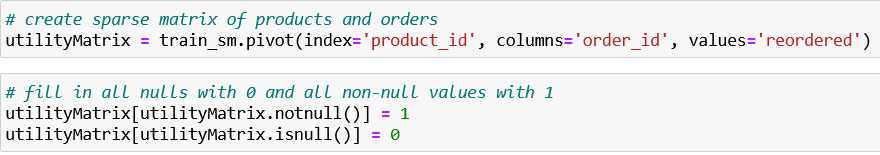 # create sparse matrix of products and orders
utilityMatrix = train_sm.pivot(index='product_id', columns='order_id', values='reordered')
# fill in all nulls with 0 and all non-null values with 1
utilityMatrix[utilityMatrix.notnull()] = 1
utilityMatrix[utilityMatrix.isnull()] = 0